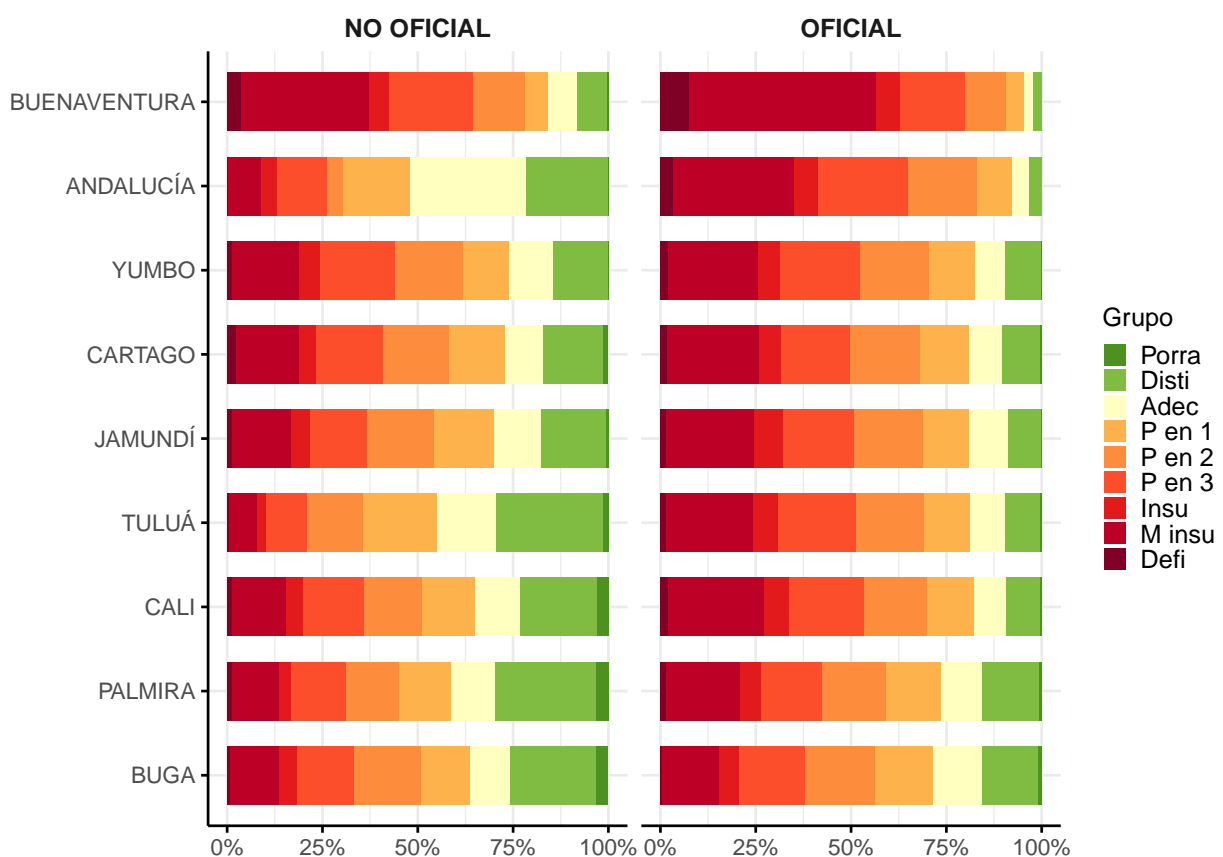 NO OFICIAL
OFICIAL
BUENAVENTURA
ANDALUCÍA
YUMBO
CARTAGO
JAMUNDÍ
TULUÁ
CALI
PALMIRA
BUGA
0%
25%
50%
75%
100%
0%
25%
50%
75%
100%
Grupo
Porra
Disti
Adec
P en 1
P en 2
P en 3
Insu
M insu
Defi